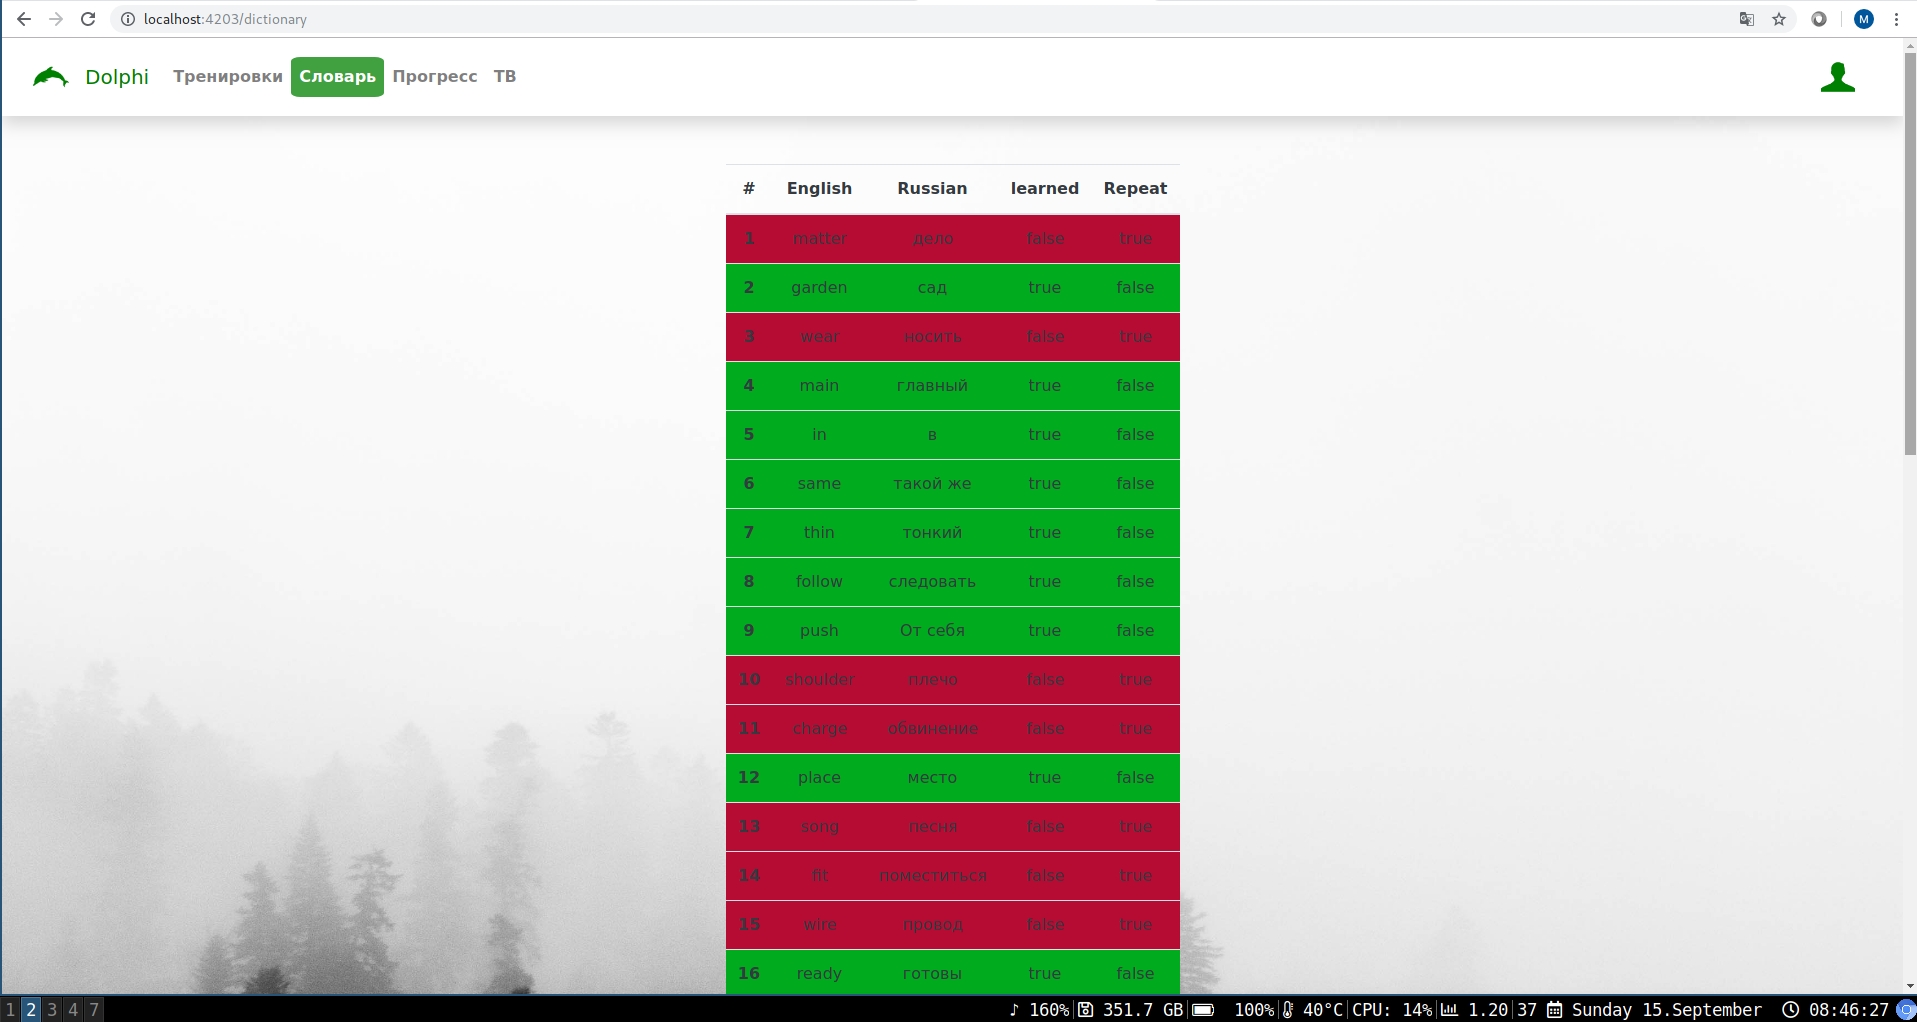 localhost:4203/dictionary
M
Dolphi Тренировки Словарь Прогресс ТВ
# English Russian learned Repeat
1 matter дело false true
2 garden сад true false
3 wear носить false true
4 main главный true false
5 in в true false
6 same такой же true false
7 thin тонкий true false
8 follow следовать true false
9 push От себя true false
10 shoulder плечо false true
11 charge обвинение false true
12 place место true false
13 song песня false true
14 fit поместиться false true
15 wire провод false true
16 ready готовы true false
1 2 3 4 7 ♪ 160% 351.7 GB 100% 40°C CPU: 14% 1.20 37 Sunday 15.September 08:46:27